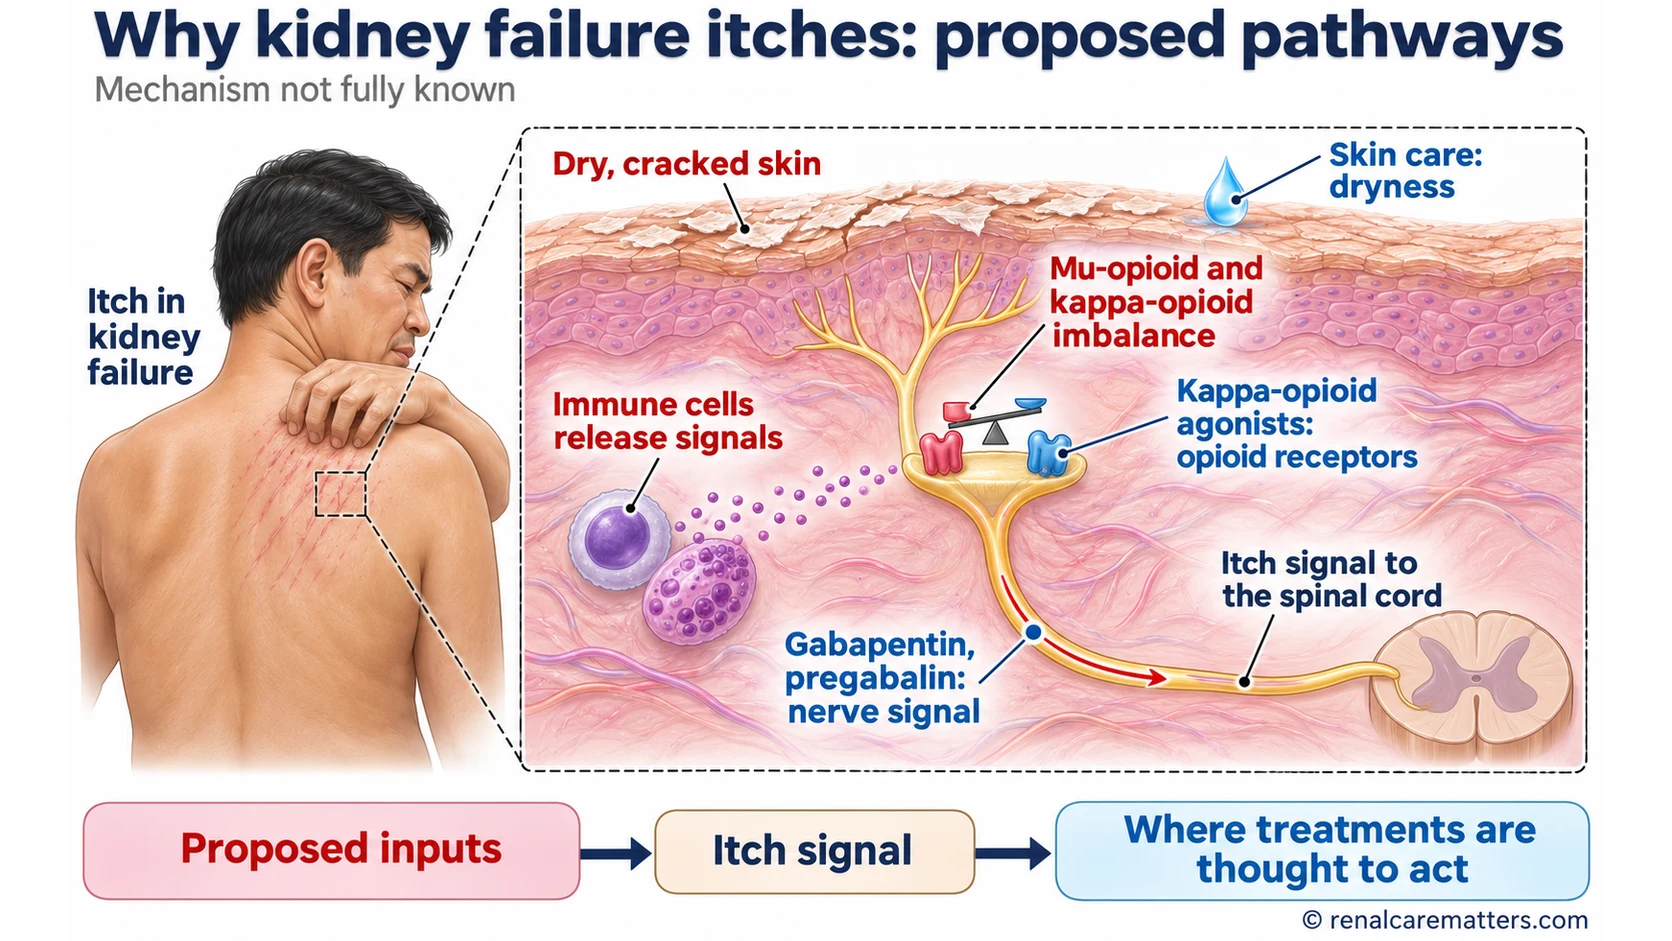 Why kidney failure itches: proposed pathways
Mechanism not fully known
Dry, cracked skin
Skin care:
dryness
Itch in
kidney
failure
Mu-opioid and
kappa-opioid
imbalance
Immune cells
release signals
Kappa-opioid
agonists:
opioid receptors
Itch signal to
the spinal cord
Gabapentin,
pregabalin:
nerve signal
Proposed inputs
Itch signal
Where treatments are
thought to act
© renalcarematters.com